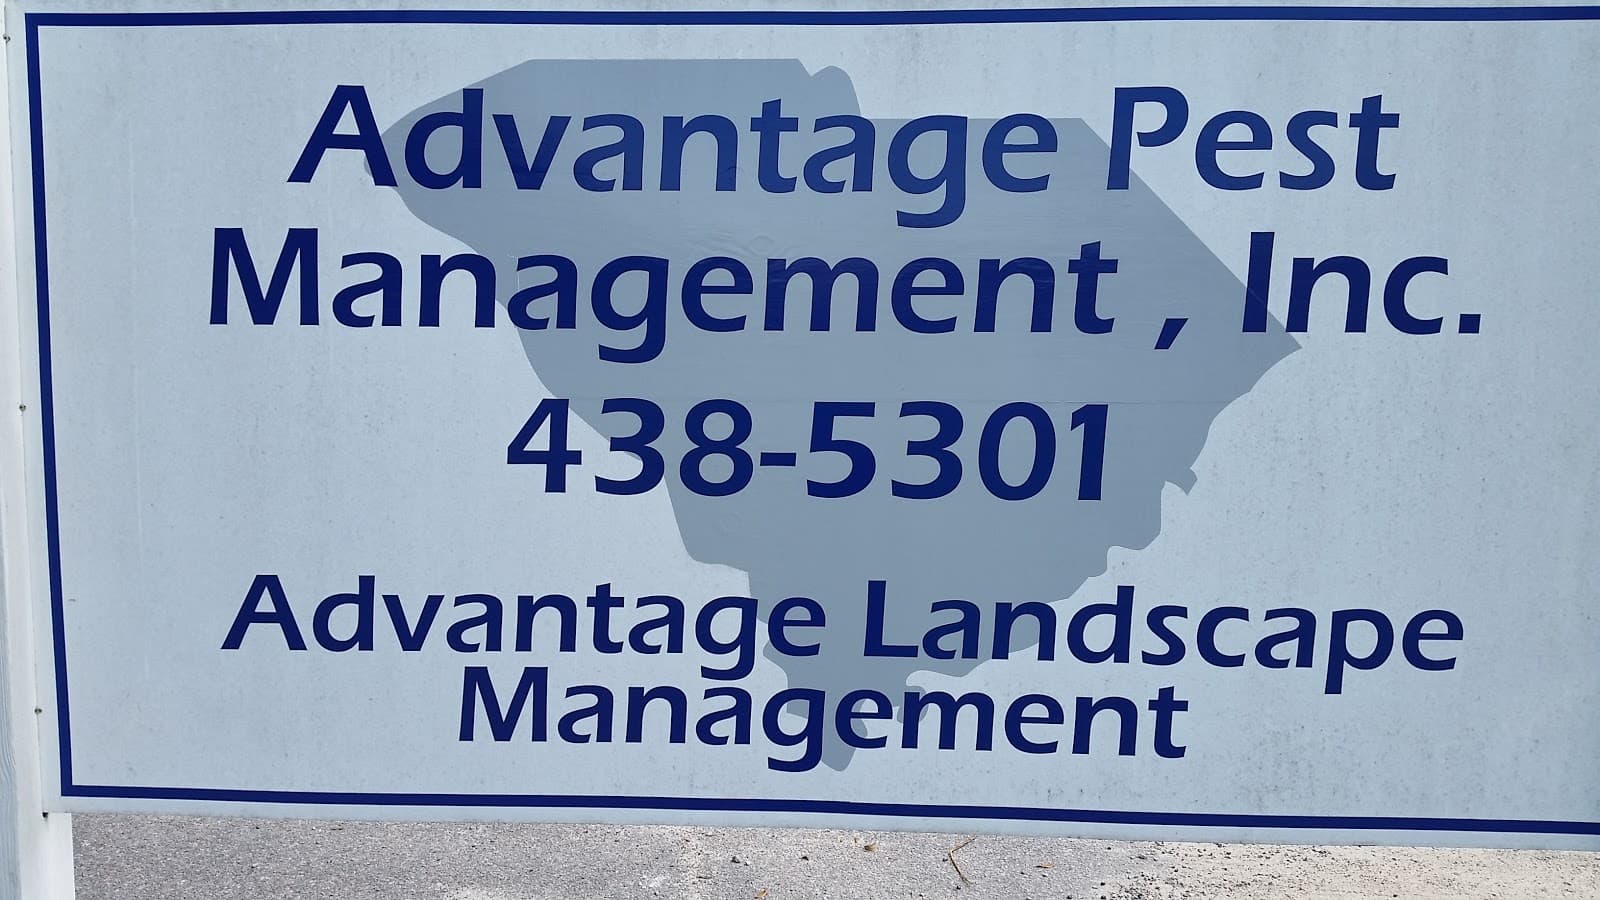 Advantage Pest
Management, Inc.
438-5301
Advantage Landscape
Management